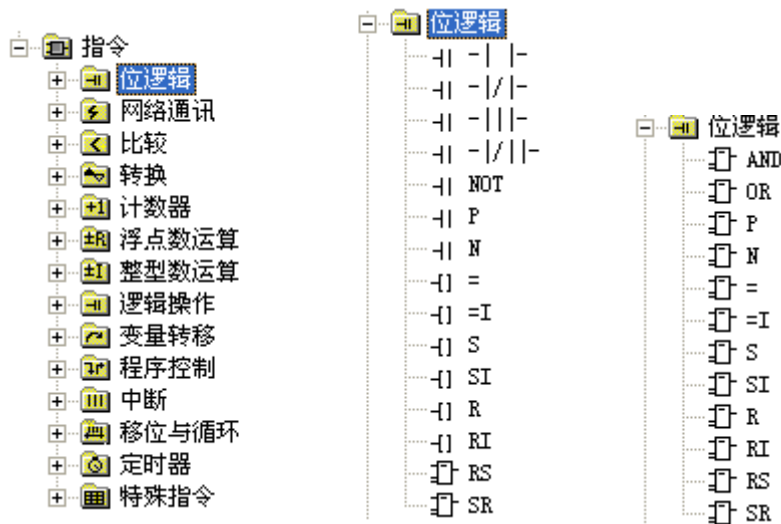 指令
位逻辑
网络通讯
比较
转换
计数器
浮点数运算
整型数运算
逻辑操作
变量转移
程序控制
中断
移位与循环
定时器
特殊指令
位逻辑
-| |-
-|/|-
-|||-
-|/||-
NOT
P
N
=
=I
S
SI
R
RI
RS
SR
位逻辑
AND
OR
P
N
=
=I
S
SI
R
RI
RS
SR